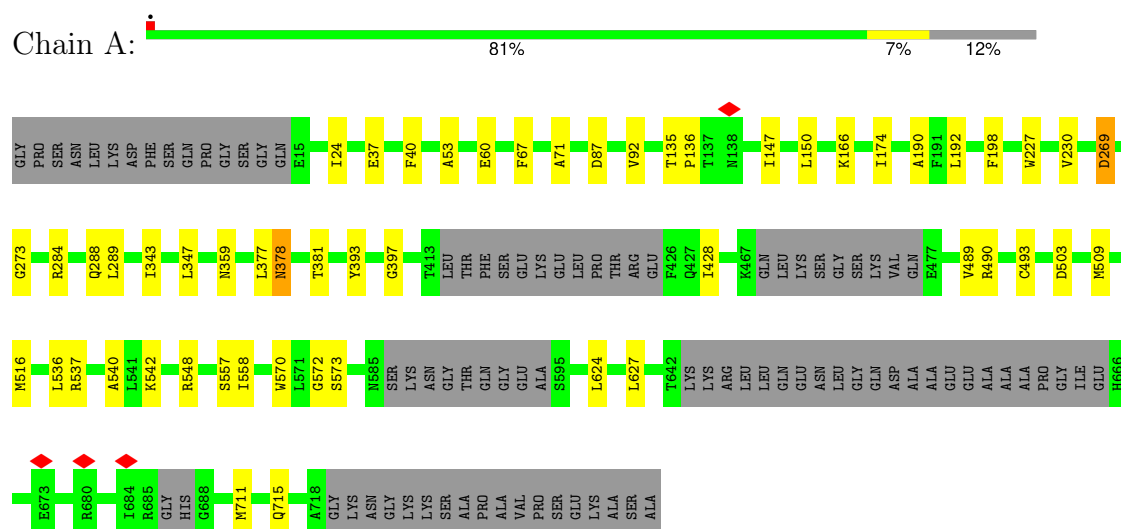 Chain A:
81% 7% 12%
GLY PRO SER ASN LEU LYS ASP PHE SER GLN PRO GLY SER GLY GLN E15 I24 E37 F40 A53 E60 F67 A71 D87 V92 T135 P136 T137 N138 I147 L150 K166 I174 A190 F191 L192 F198 W227 V230 D269
G273 R284 Q288 L289 I343 L347 N359 L377 N378 T381 Y393 G397 T413 LEU THR PHE SER GLU LYS GLU LEU PRO THR ARG GLU F426 Q427 I428 K467 GLN LEU LYS SER GLY SER LYS VAL GLN E477 V489 R490 C493 D503 M509
M516 L536 R537 A540 L541 K542 R548 S557 I558 W570 L571 G572 S573 N585 SER LYS ASN GLY THR GLN GLY GLU ALA S595 L624 L627 T642 LYS LYS ARG LEU LEU GLN GLU ASN LEU GLY GLN ASP ALA ALA GLU GLU ALA ALA ALA PRO GLY ILE GLU H666
E673 R680 I684 R685 GLY HIS G688 M711 Q715 A718 GLY LYS ASN GLY LYS LYS SER ALA PRO ALA VAL PRO SER GLU LYS ALA SER ALA